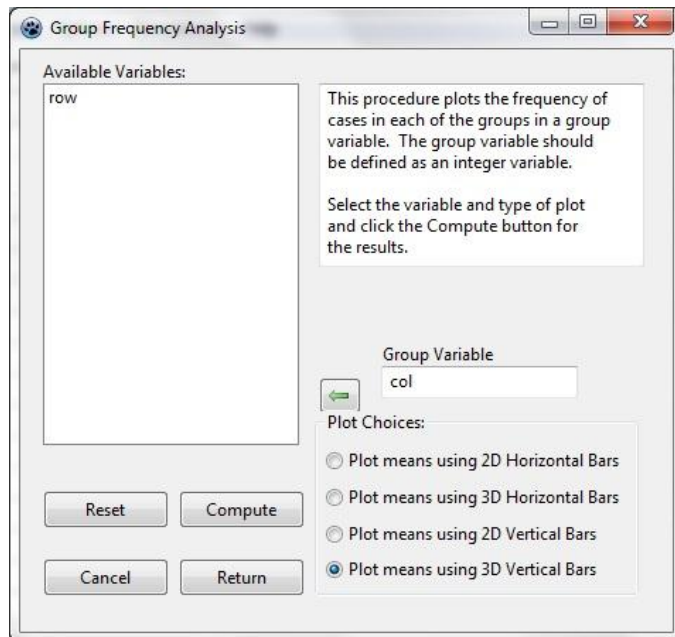 Group Frequency Analysis
Available Variables:
row
This procedure plots the frequency of
cases in each of the groups in a group
variable. The group variable should
be defined as an integer variable.
Select the variable and type of plot
and click the Compute button for
the results.
Group Variable
col
Plot Choices:
Plot means using 2D Horizontal Bars
Plot means using 3D Horizontal Bars
Plot means using 2D Vertical Bars
Plot means using 3D Vertical Bars
Reset
Compute
Cancel
Return